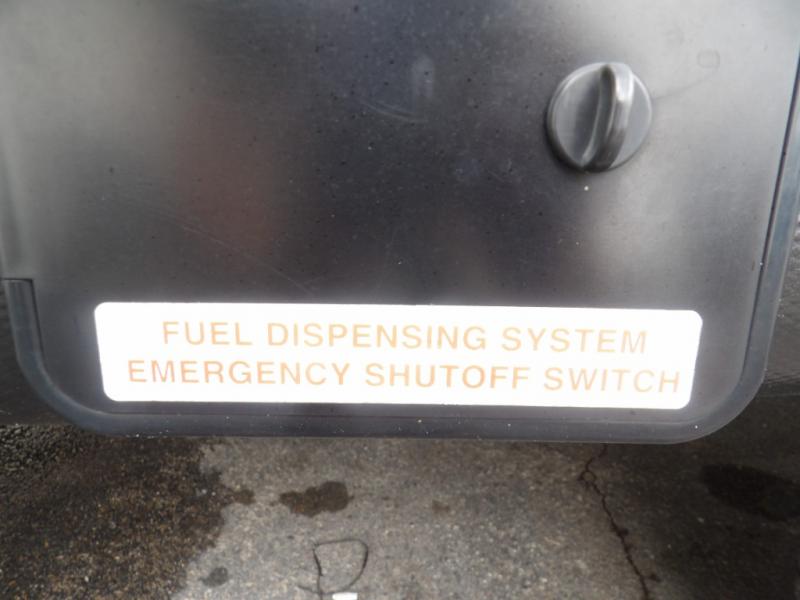 FUEL DISPENSING SYSTEM
EMERGENCY SHUTOFF SWITCH